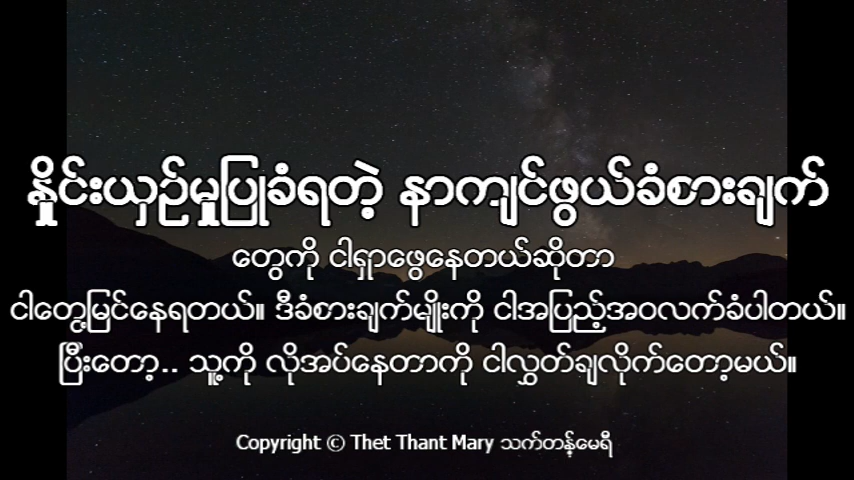 နှိုင်းယှဉ်မှုပြုခံရတဲ့ နာကျင်ဖွယ်ခံစားချက်
တွေကို ငါရှာဖွေနေတယ်ဆိုတာ
ငါတွေ့မြင်နေရတယ်။ ဒီခံစားချက်မျိုးကို ငါအပြည့်အဝလက်ခံပါတယ်။
ပြီးတော့.. သူ့ကို လိုအပ်နေတာကို ငါလွှတ်ချလိုက်တော့မယ်။
Copyright © Thet Thant Mary သက်တန့်မေရီ